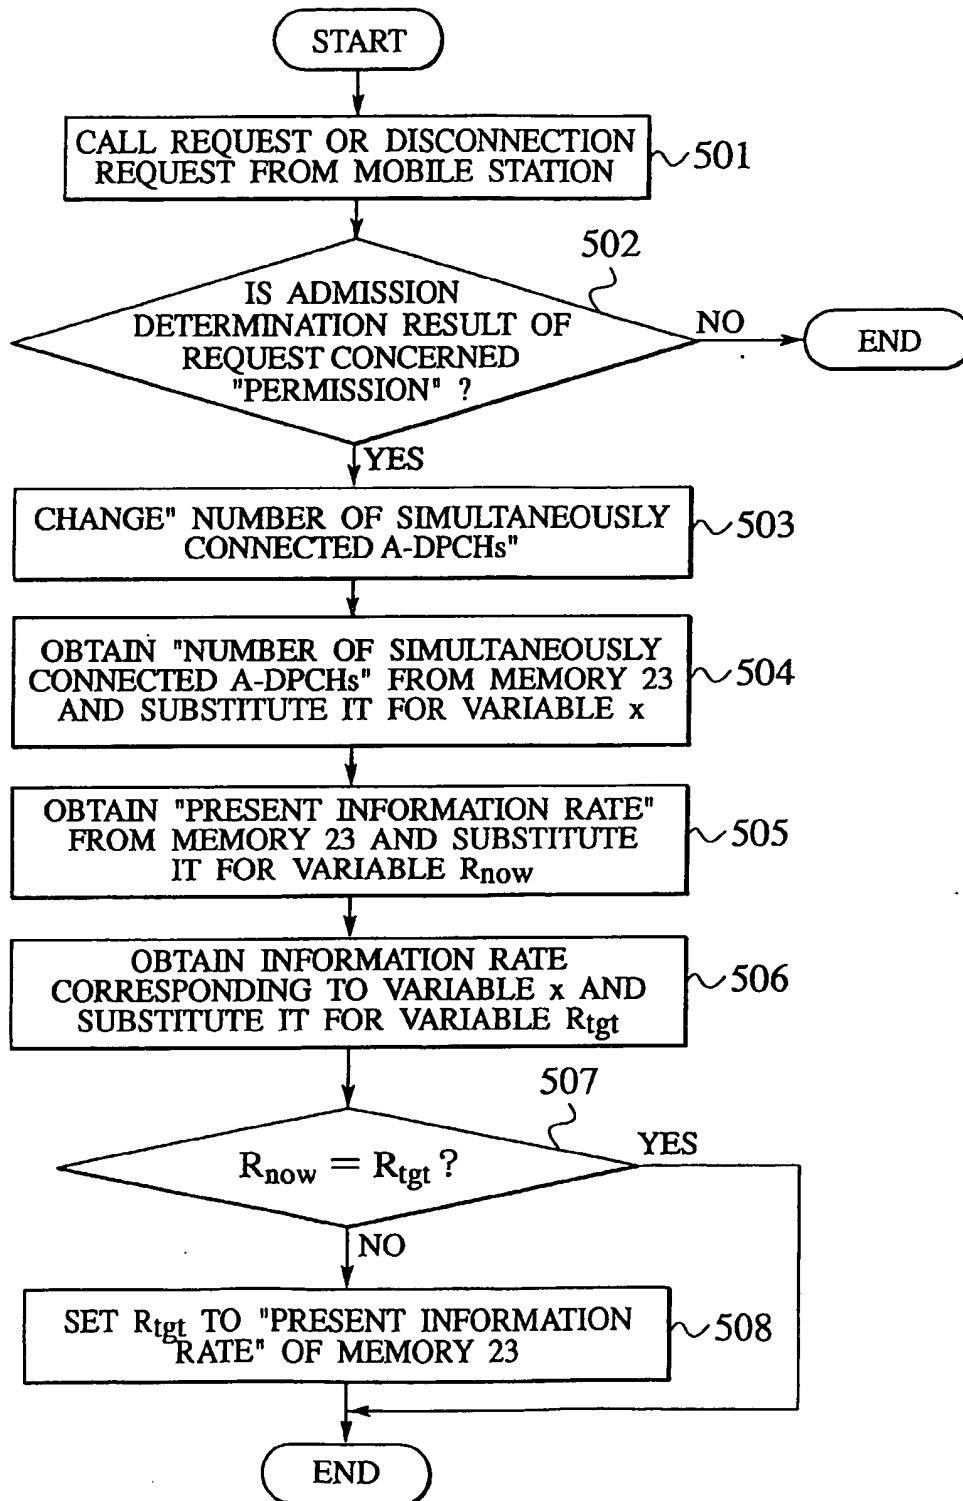 START
CALL REQUEST OR DISCONNECTION
REQUEST FROM MOBILE STATION
501
502
IS ADMISSION
DETERMINATION RESULT OF
REQUEST CONCERNED
"PERMISSION" ?
NO
END
YES
CHANGE" NUMBER OF SIMULTANEOUSLY
CONNECTED A-DPCHs"
503
OBTAIN "NUMBER OF SIMULTANEOUSLY
CONNECTED A-DPCHs" FROM MEMORY 23
AND SUBSTITUTE IT FOR VARIABLE x
504
OBTAIN "PRESENT INFORMATION RATE"
FROM MEMORY 23 AND SUBSTITUTE
IT FOR VARIABLE Rnow
505
OBTAIN INFORMATION RATE
CORRESPONDING TO VARIABLE x AND
SUBSTITUTE IT FOR VARIABLE Rtgt
506
507
Rnow = Rtgt ?
YES
NO
SET Rtgt TO "PRESENT INFORMATION
RATE" OF MEMORY 23
508
END